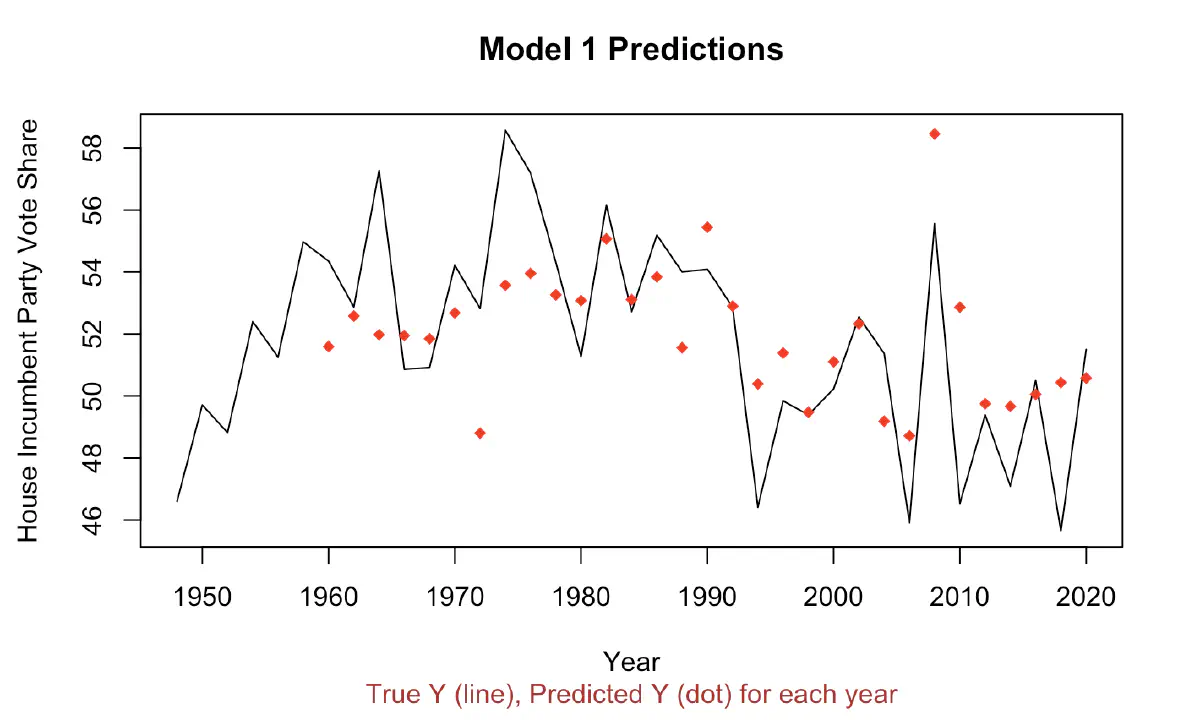 Model 1 Predictions
House Incumbent Party Vote Share
58
56
54
52
50
48
46
1950 1960 1970 1980 1990 2000 2010 2020
Year
True Y (line), Predicted Y (dot) for each year